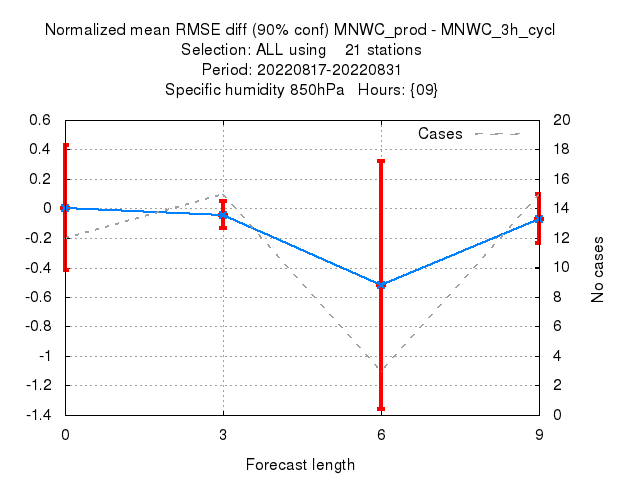 Normalized mean RMSE diff (90% conf) MNWC_prod - MNWC_3h_cycl
Selection: ALL using    21 stations
Period: 20220817-20220831
Specific humidity 850hPa   Hours: {09}
Cases
0.6
0.4
0.2
0
-0.2
-0.4
-0.6
-0.8
-1
-1.2
-1.4
20
18
16
14
12
10
8
6
4
2
0
No cases
0 3 6 9
Forecast length